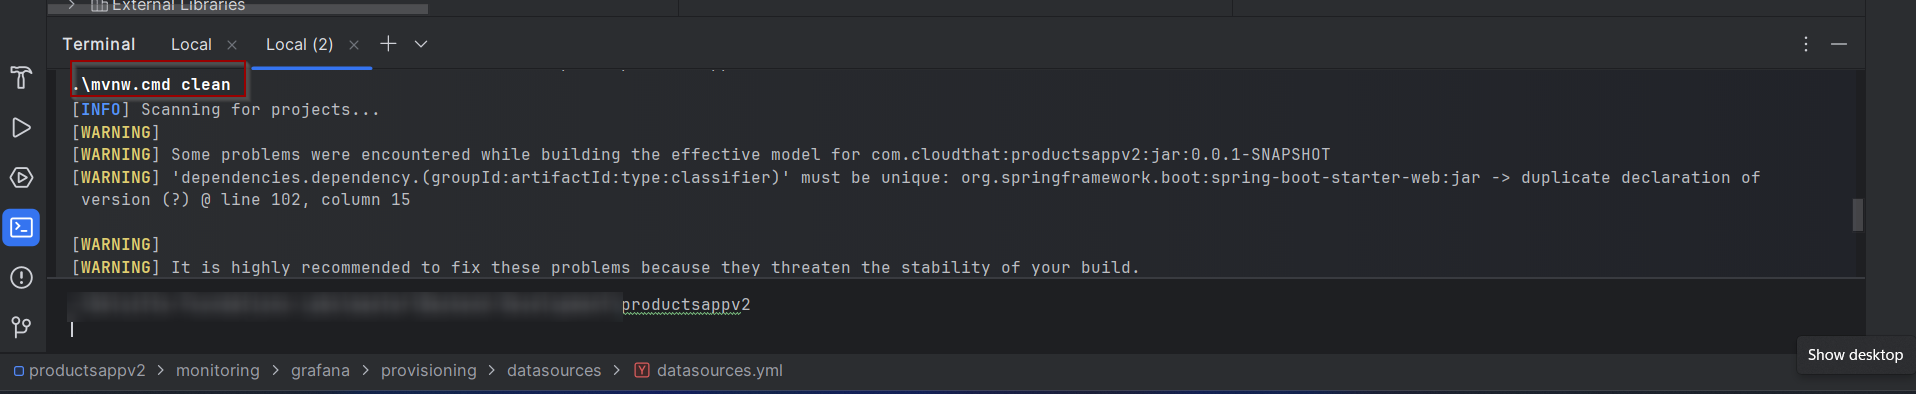 External Libraries
Terminal Local Local (2)
.\mvnw.cmd clean
[INFO] Scanning for projects...
[WARNING]
[WARNING] Some problems were encountered while building the effective model for com.cloudthat:productsappv2:jar:0.0.1-SNAPSHOT
[WARNING] 'dependencies.dependency.(groupId:artifactId:type:classifier)' must be unique: org.springframework.boot:spring-boot-starter-web:jar -> duplicate declaration of
version (?) @ line 102, column 15
[WARNING]
[WARNING] It is highly recommended to fix these problems because they threaten the stability of your build.
productsappv2
Show desktop
productsappv2 > monitoring > grafana > provisioning > datasources > datasources.yml